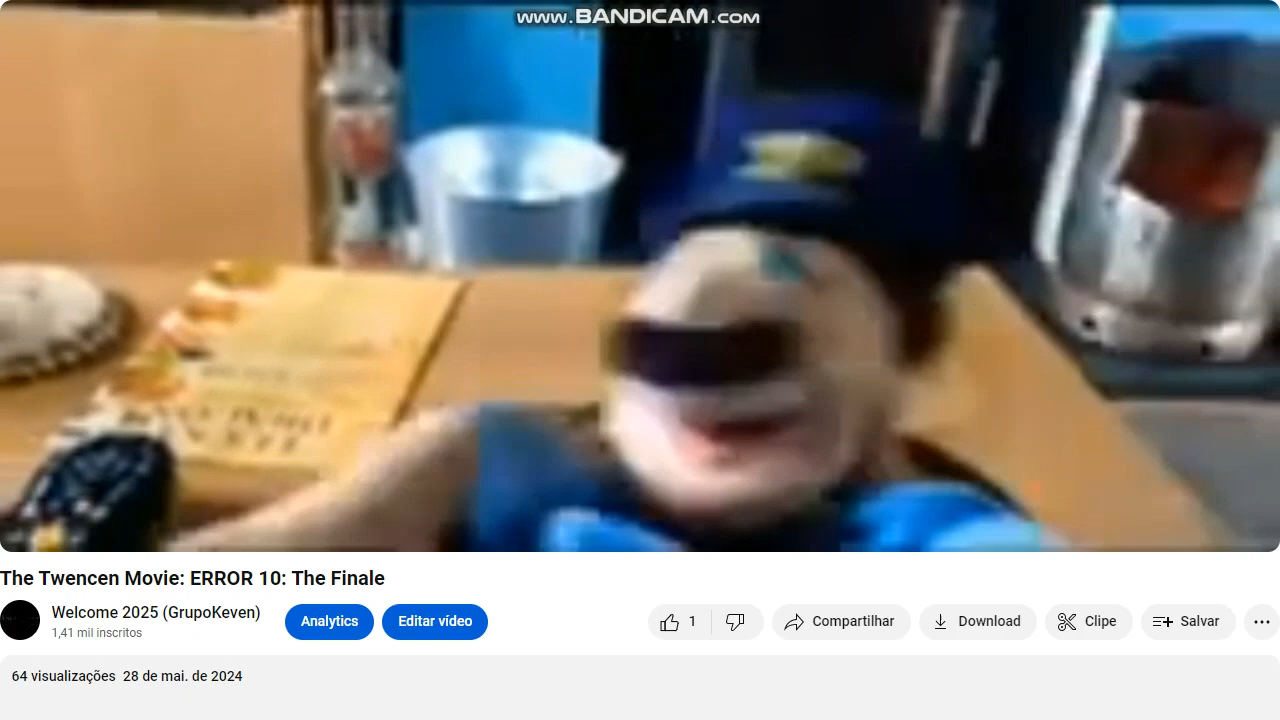 www.BANDICAM.com
The Twencen Movie: ERROR 10: The Finale
Welcome 2025 (GrupoKeven)
1,41 mil inscritos
Analytics
Editar vídeo
1
Compartilhar
Download
Clipe
Salvar
64 visualizações 28 de mai. de 2024